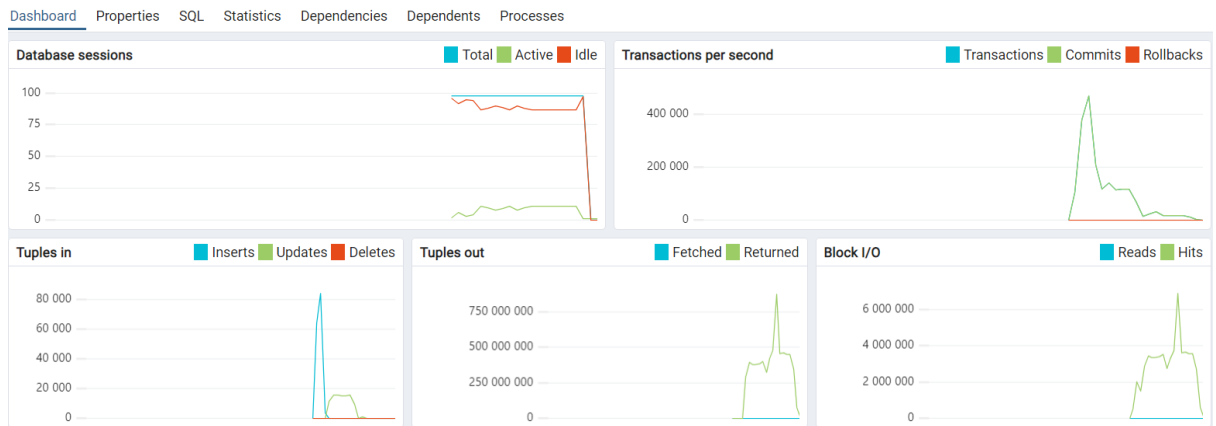 Dashboard Properties SQL Statistics Dependencies Dependents Processes
Database sessions Total Active Idle
100
75
50
25
0
Transactions per second Transactions Commits Rollbacks
400 000
200 000
0
Tuples in Inserts Updates Deletes
80 000
60 000
40 000
20 000
0
Tuples out Fetched Returned
750 000 000
500 000 000
250 000 000
0
Block I/O Reads Hits
6 000 000
4 000 000
2 000 000
0